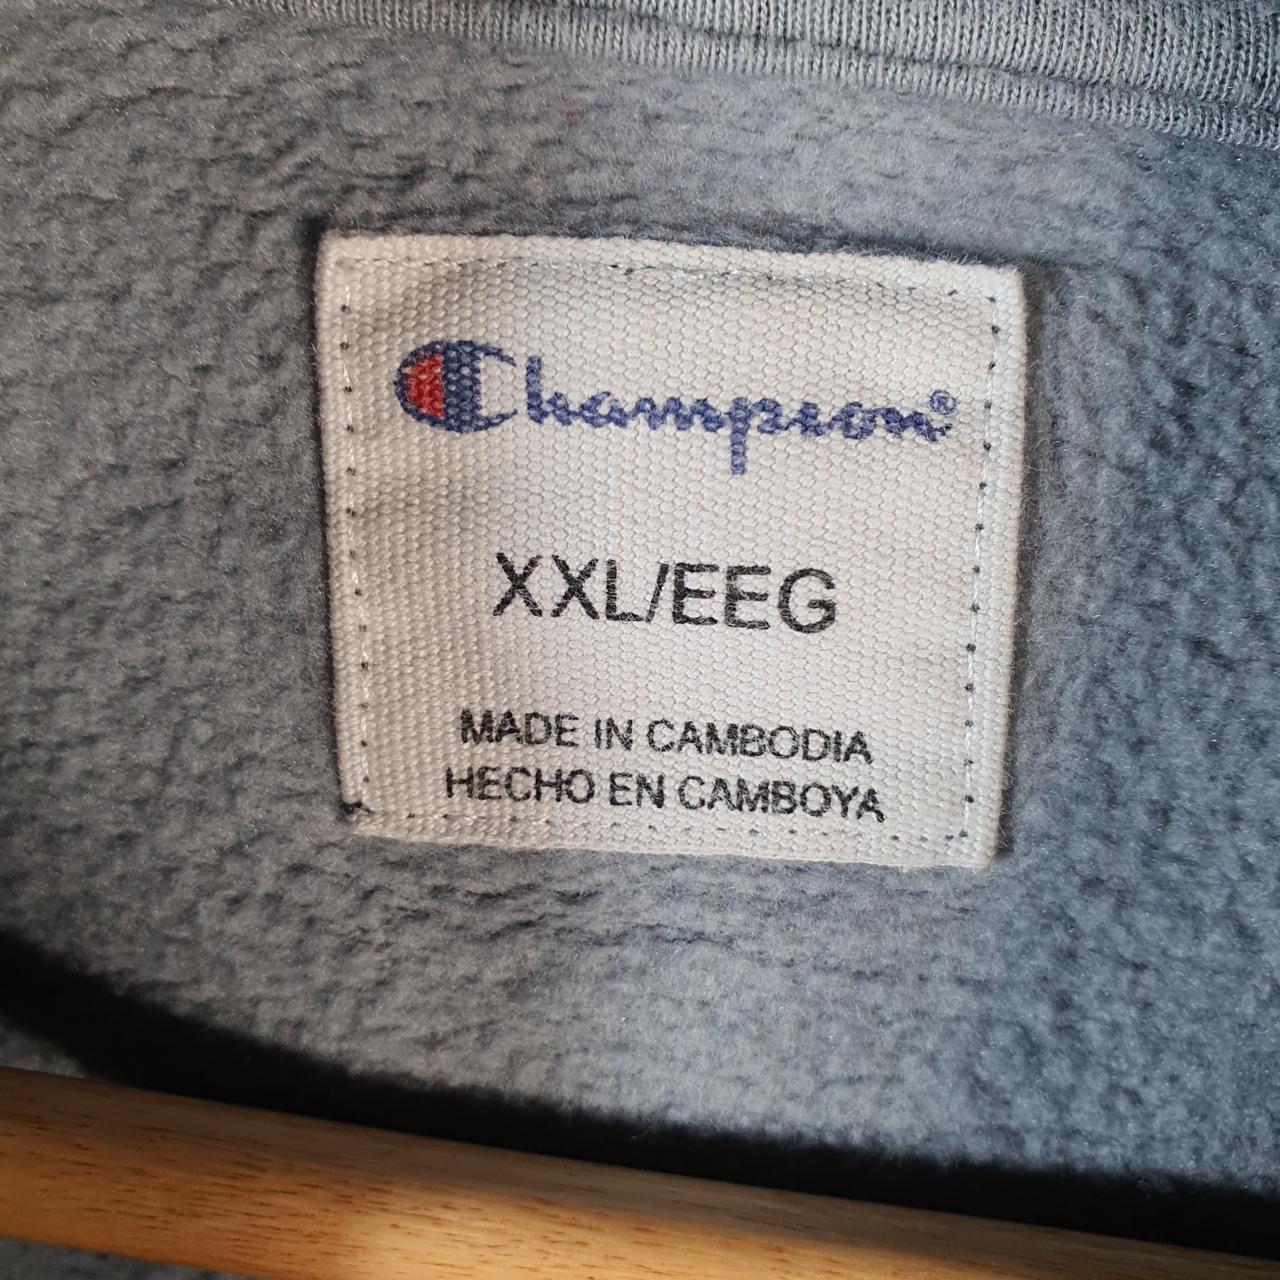 Champion®
XXL/EEG
MADE IN CAMBODIA
HECHO EN CAMBOYA